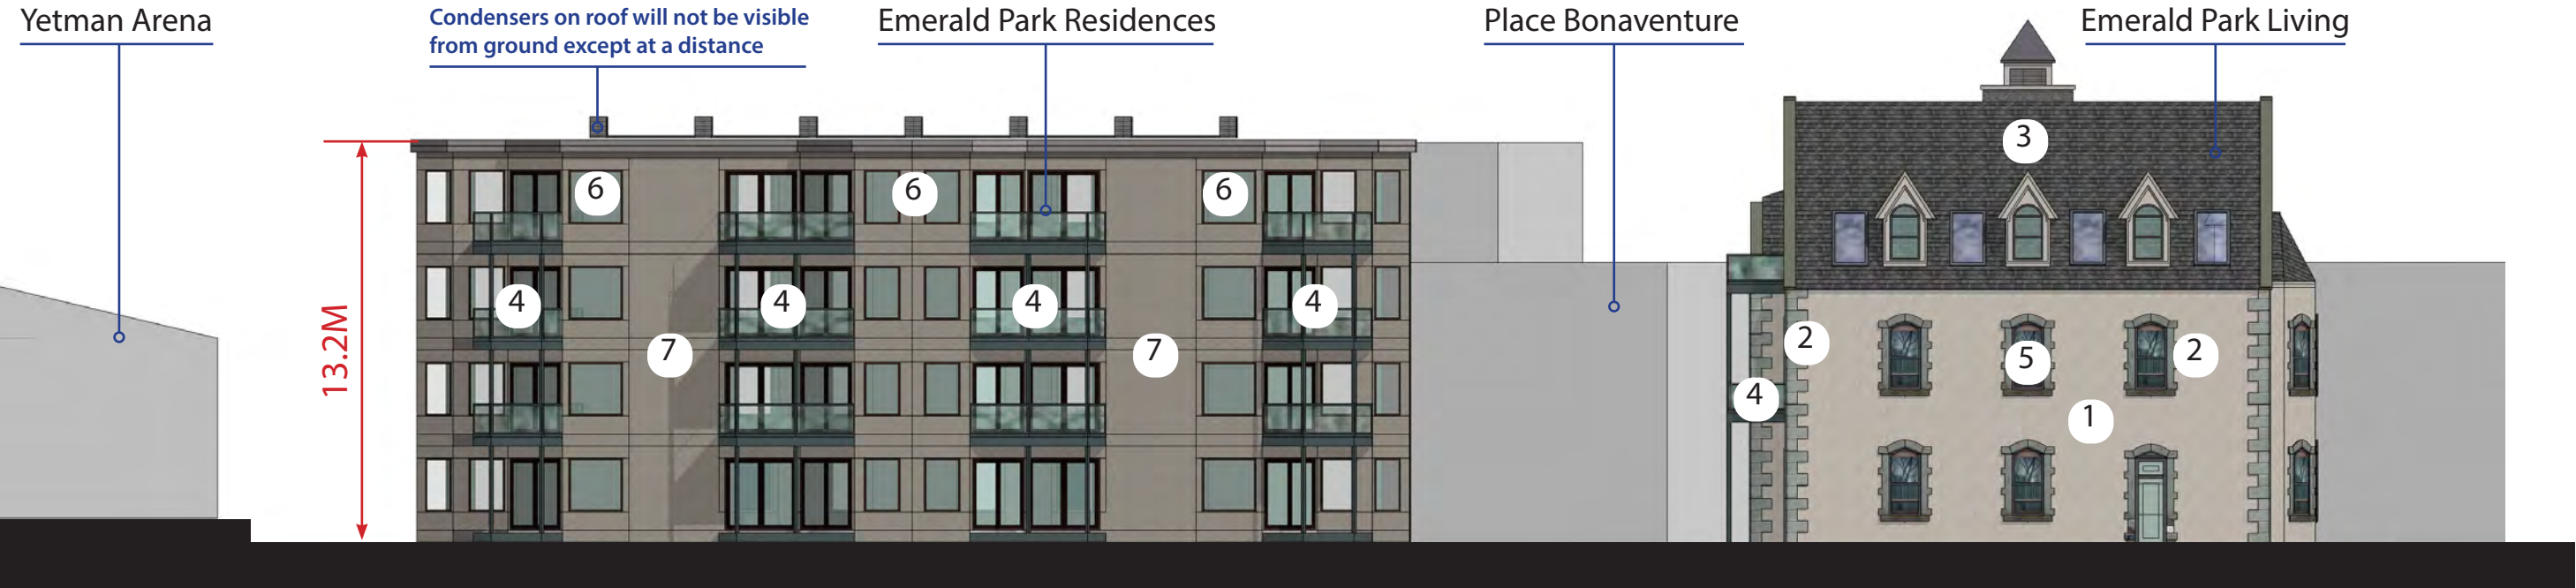 Yetman Arena
Condensers on roof will not be visible
from ground except at a distance
Emerald Park Residences
Place Bonaventure
Emerald Park Living
3
6
6
6
13.2M
4
4
4
4
7
7
2
5
2
4
1